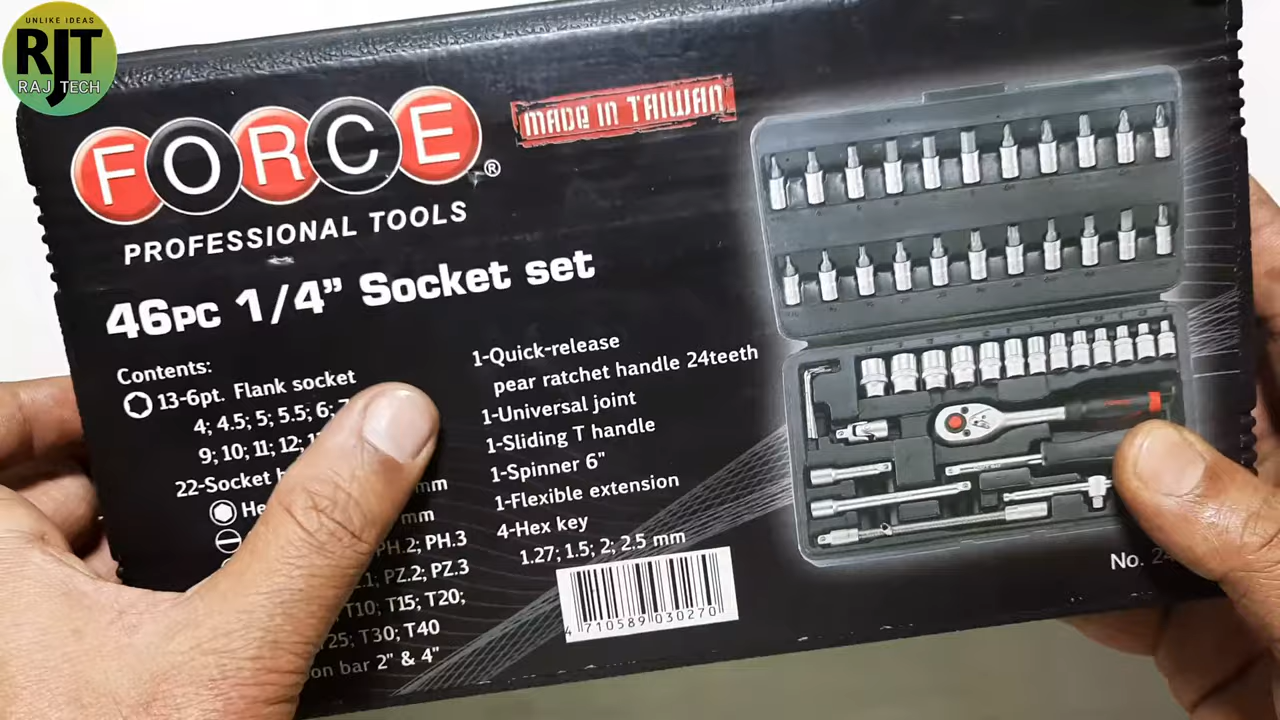 UNLIKE IDEAS
RJT
RAJ TECH
FORCE®
MADE IN TAIWAN
PROFESSIONAL TOOLS
46PC 1/4” Socket set
Contents:
13-6pt. Flank socket
4; 4.5; 5; 5.5; 6;
9; 10; 11; 12;
22-Socket
mm
mm
PH.2; PH.3
PZ.2; PZ.3
T10; T15; T20;
T30; T40
bar 2" & 4"
1-Quick-release
pear ratchet handle 24teeth
1-Universal joint
1-Sliding T handle
1-Spinner 6"
1-Flexible extension
4-Hex key
1.27; 1.5; 2; 2.5 mm
4 710589 030270
No.